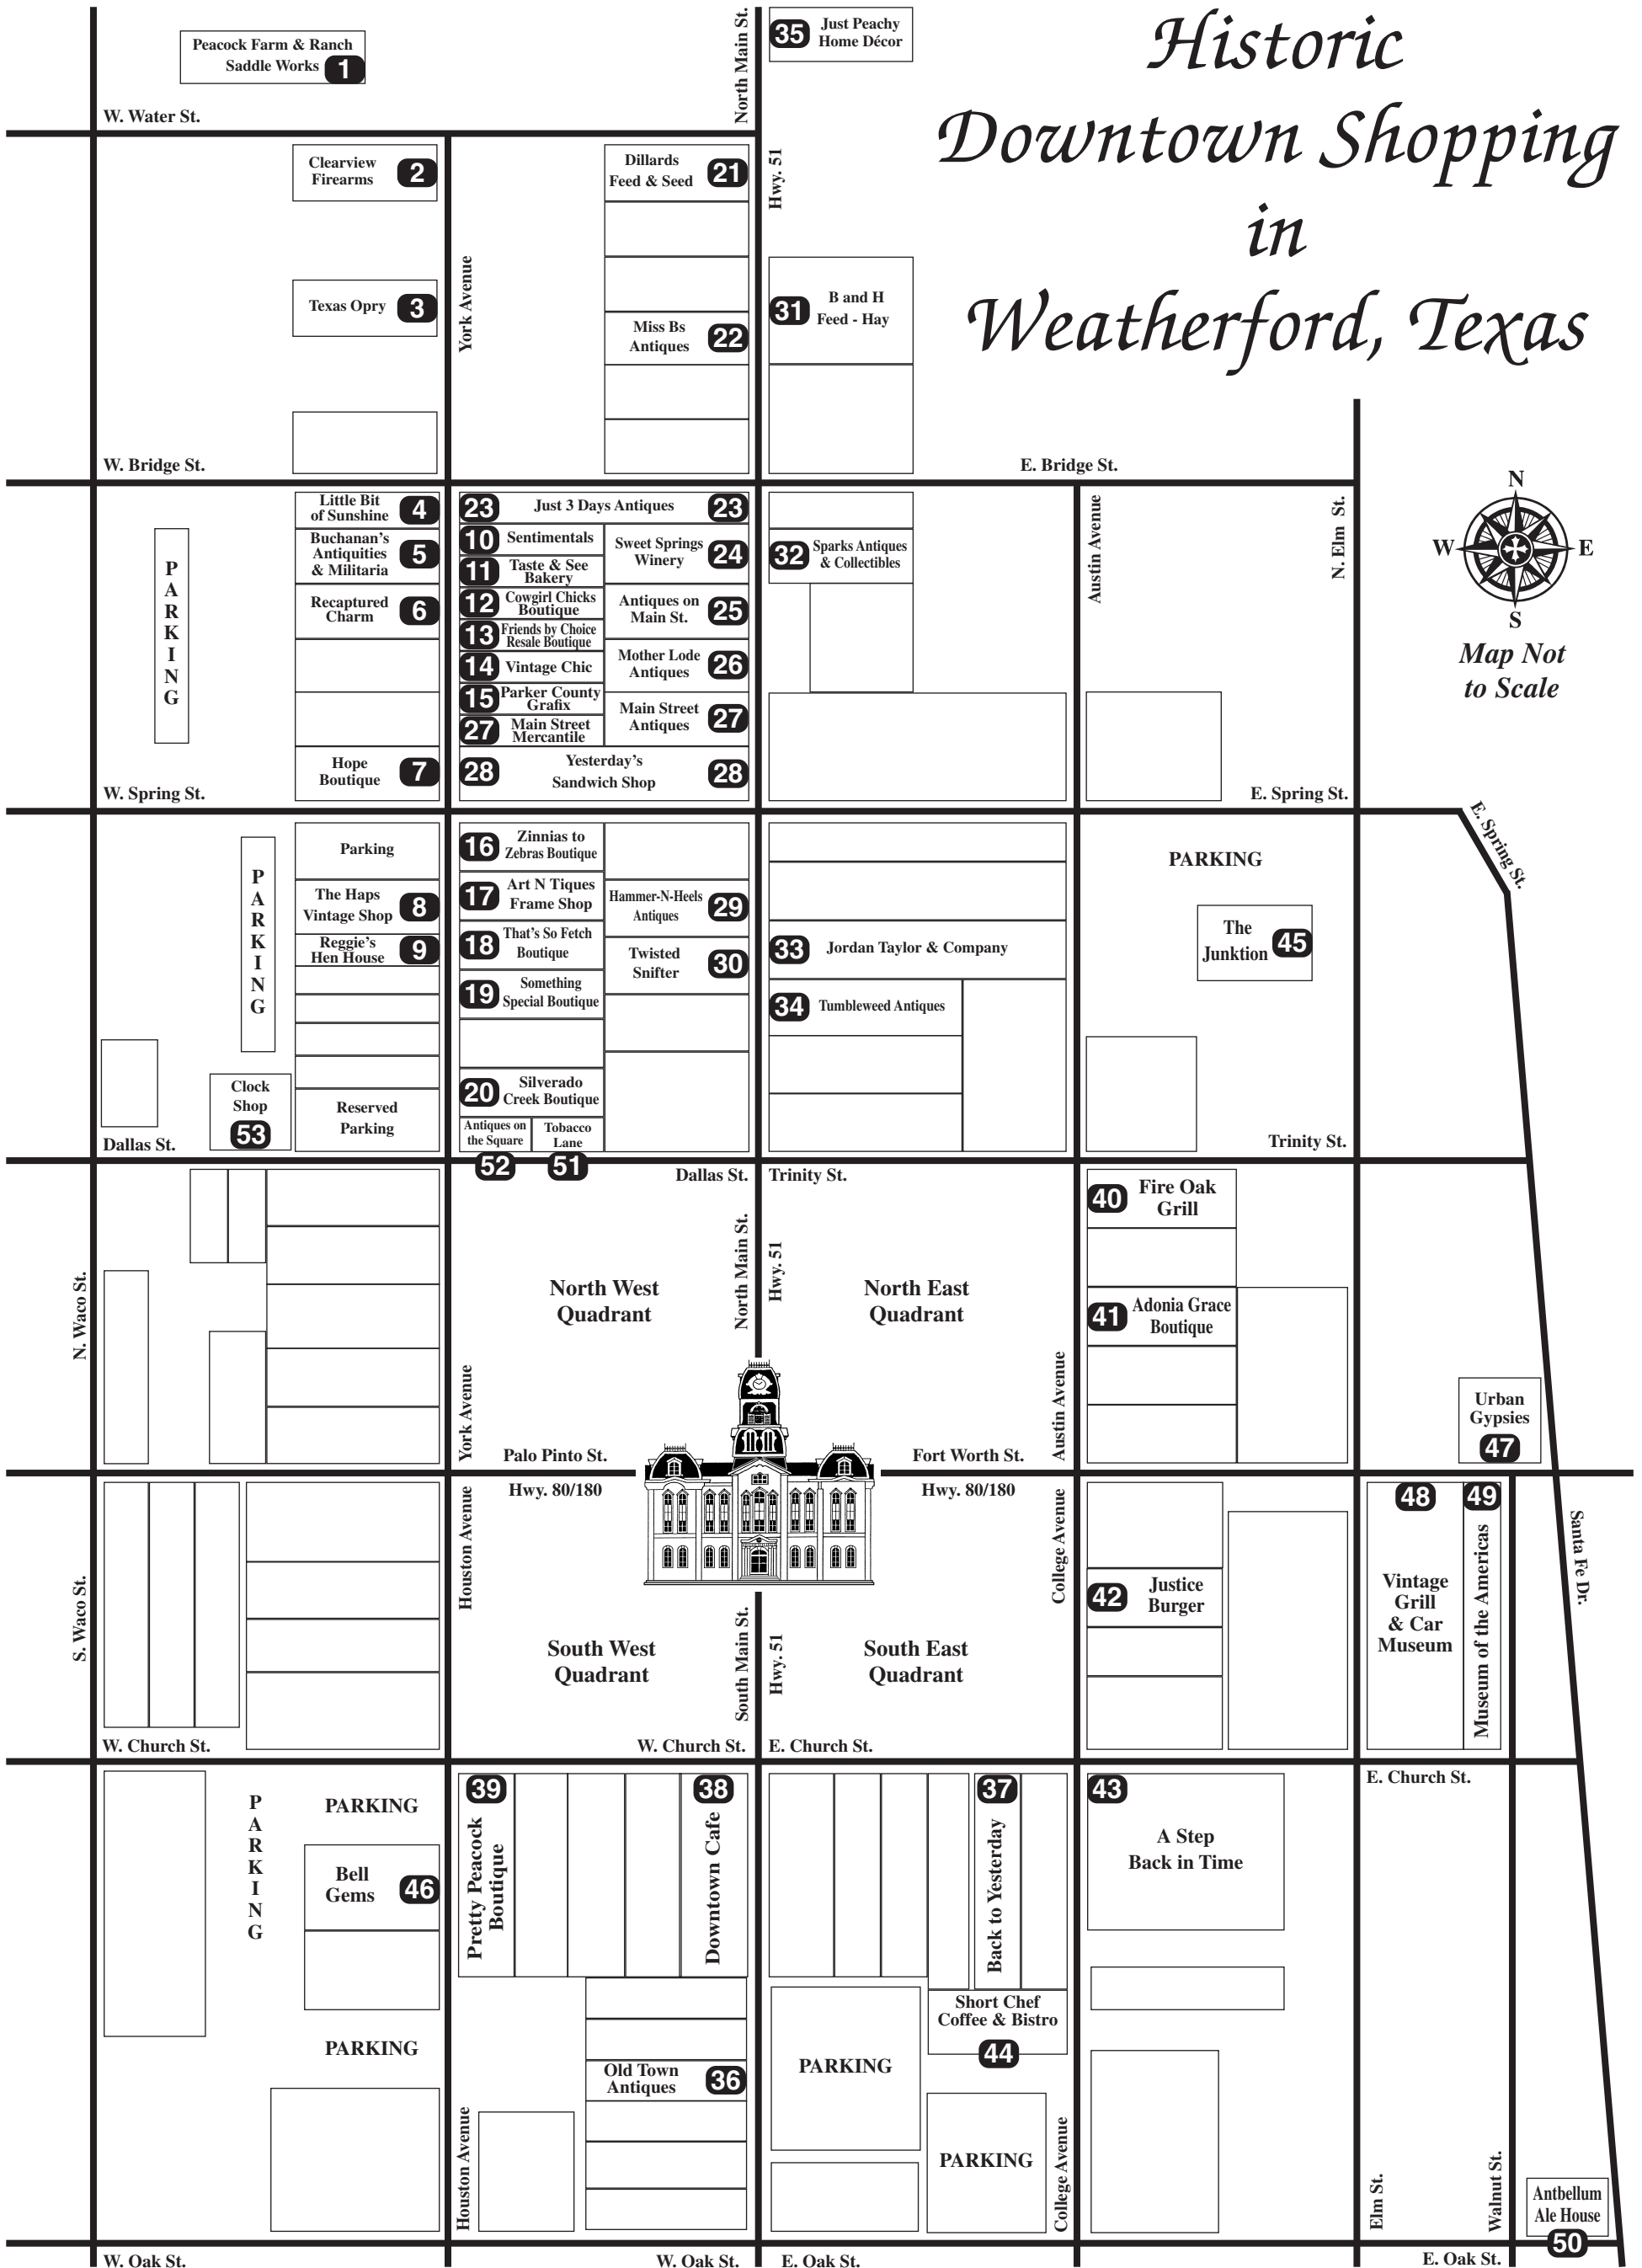 Historic
Downtown Shopping
in
Weatherford, Texas
Peacock Farm & Ranch
Saddle Works 1
North Main St.
35 Just Peachy
Home Décor
W. Water St.
Hwy. 51
Clearview
Firearms 2
Dillards
Feed & Seed 21
York Avenue
Texas Opry 3
Miss Bs
Antiques 22
31 B and H
Feed - Hay
W. Bridge St.
E. Bridge St.
N
W E
S
Map Not
to Scale
PARKING
Little Bit
of Sunshine 4
Buchanan's
Antiquities
& Militaria 5
Recaptured
Charm 6
Hope
Boutique 7
23 Just 3 Days Antiques 23
10 Sentimentals
11 Taste & See
Bakery
12 Cowgirl Chicks
Boutique
13 Friends by Choice
Resale Boutique
14 Vintage Chic
15 Parker County
Grafix
27 Main Street
Mercantile
Sweet Springs
Winery 24
Antiques on
Main St. 25
Mother Lode
Antiques 26
Main Street
Antiques 27
28 Yesterday's
Sandwich Shop 28
32 Sparks Antiques
& Collectibles
Austin Avenue
N. Elm St.
W. Spring St.
E. Spring St.
E. Spring St.
PARKING
Parking
The Haps
Vintage Shop 8
Reggie's
Hen House 9
Clock
Shop
53
Reserved
Parking
16 Zinnias to
Zebras Boutique
17 Art N Tiques
Frame Shop
18 That's So Fetch
Boutique
19 Something
Special Boutique
20 Silverado
Creek Boutique
Antiques on
the Square
52
Tobacco
Lane
51
Hammer-N-Heels
Antiques 29
Twisted
Snifter 30
33 Jordan Taylor & Company
34 Tumbleweed Antiques
PARKING
The
Junktion 45
Dallas St.
Trinity St.
Dallas St.
Trinity St.
N. Waco St.
North West
Quadrant
North Main St.
Hwy. 51
North East
Quadrant
40 Fire Oak
Grill
41 Adonia Grace
Boutique
York Avenue
Austin Avenue
Urban
Gypsies
47
Palo Pinto St.
Fort Worth St.
Hwy. 80/180
Hwy. 80/180
Houston Avenue
College Avenue
S. Waco St.
South West
Quadrant
South Main St.
Hwy. 51
South East
Quadrant
42 Justice
Burger
48
Vintage
Grill
& Car
Museum
49
Museum of the Americas
Santa Fe Dr.
W. Church St.
W. Church St.
E. Church St.
E. Church St.
PARKING
PARKING
Bell
Gems 46
PARKING
39
Pretty Peacock
Boutique
38
Downtown Cafe
Old Town
Antiques 36
37
Back to Yesterday
Short Chef
Coffee & Bistro
44
PARKING
PARKING
43
A Step
Back in Time
Houston Avenue
College Avenue
Elm St.
Walnut St.
Antbellum
Ale House
50
W. Oak St.
W. Oak St.
E. Oak St.
E. Oak St.